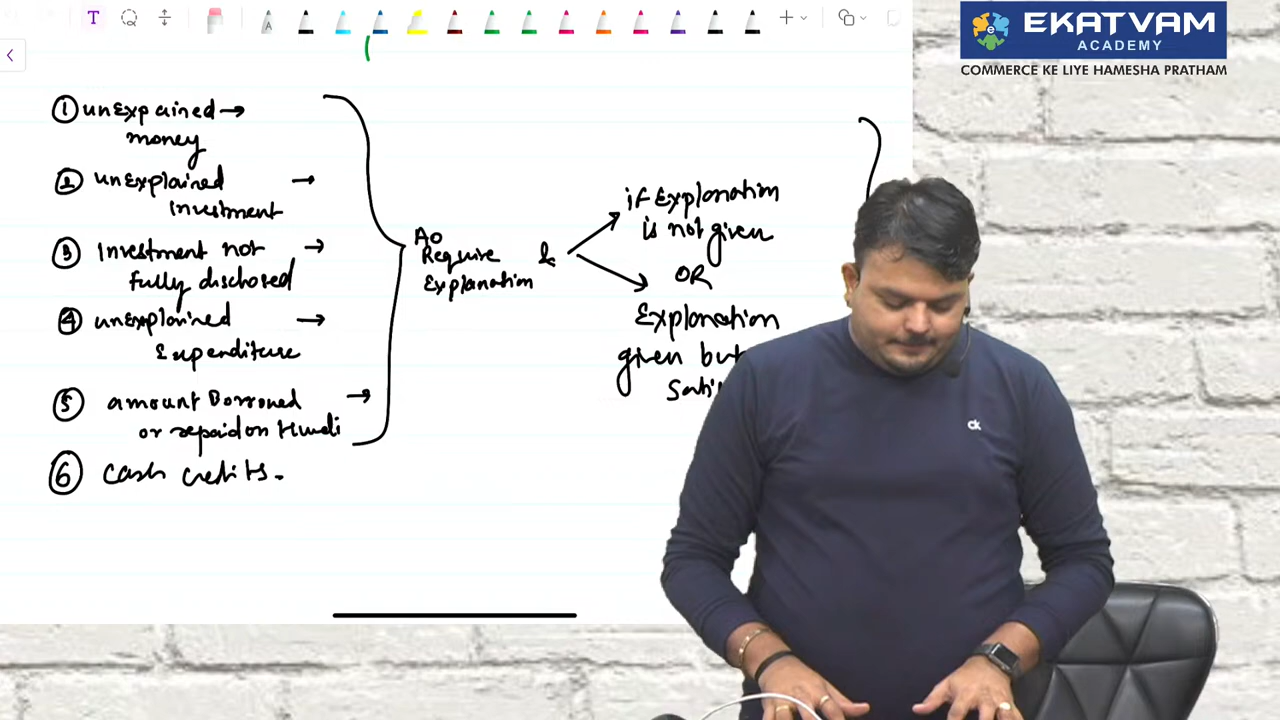 EKATVAM
ACADEMY
COMMERCE KE LIYE HAMESHA PRATHAM
① unexpained →
money
② unExplained →
Investment
③ Investment not →
fully disclosed
④ unexplained →
Expenditure
⑤ amount Borrowed →
or repaid on Hundi
⑥ cash credits.
AO
Require
Explanation
&
if Explanation
is not given
OR
Explanation
given but
ck